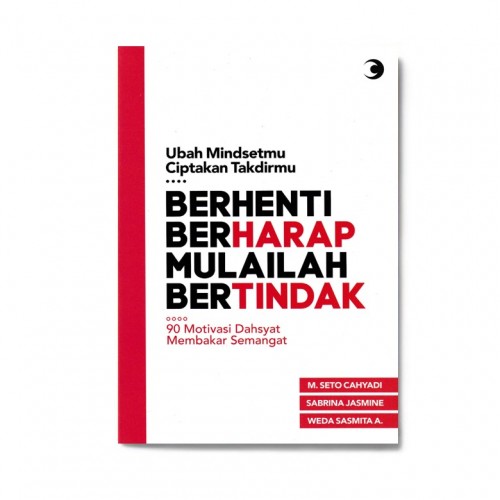 Ubah Mindsetmu
Ciptakan Takdirmu
BERHENTI
BERHARAP
MULAILAH
BERTINDAK
90 Motivasi Dahsyat
Membakar Semangat
M. SETO CAHYADI
SABRINA JASMINE
WEDA SASMITA A.